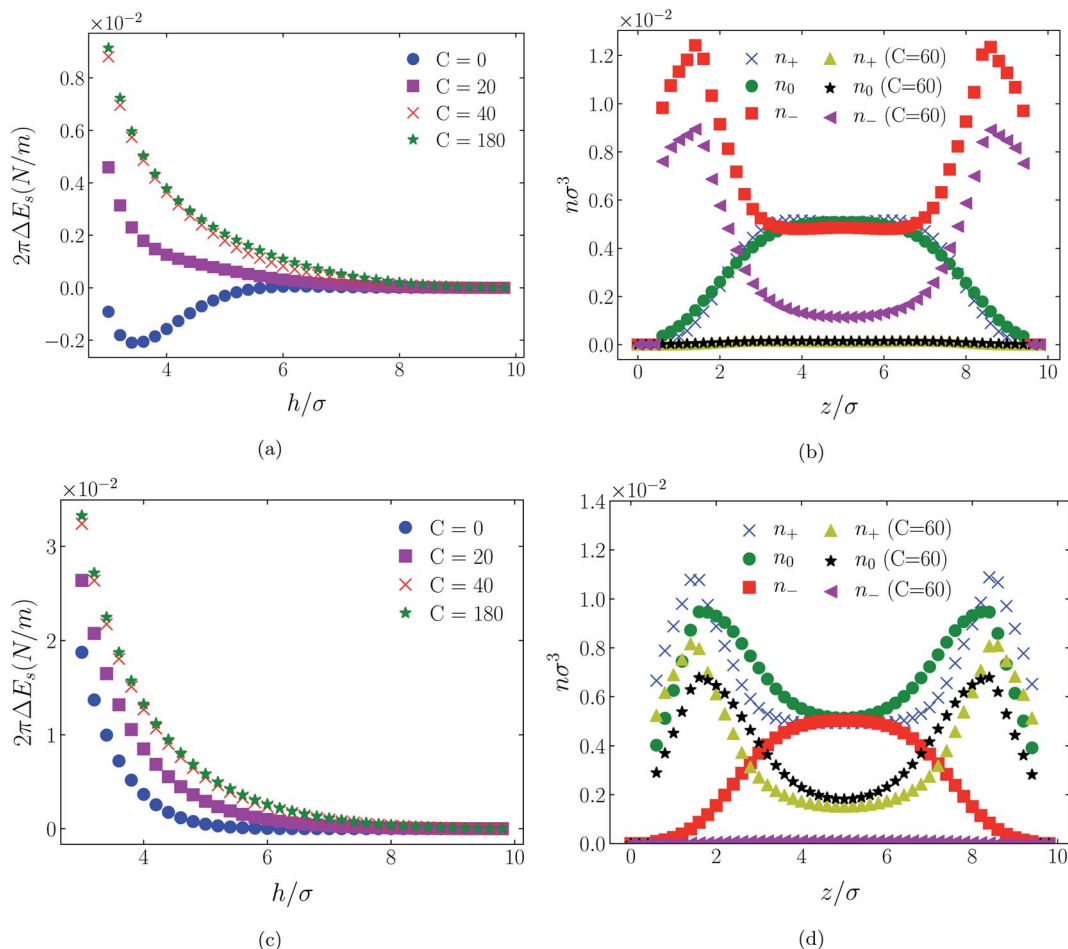 ×10⁻²
0.8
0.6
0.4
0.2
0.0
−0.2
2πΔE_s(N/m)
C = 0
C = 20
C = 40
C = 180
4 6 8 10
h/σ
(a)
×10⁻²
1.2
1.0
0.8
0.6
0.4
0.2
0.0
nσ³
n₊ n₊ (C=60)
n₀ n₀ (C=60)
n₋ n₋ (C=60)
0 2 4 6 8 10
z/σ
(b)
×10⁻²
3
2
1
0
2πΔE_s(N/m)
C = 0
C = 20
C = 40
C = 180
4 6 8 10
h/σ
(c)
×10⁻²
1.4
1.2
1.0
0.8
0.6
0.4
0.2
0.0
nσ³
n₊ n₊ (C=60)
n₀ n₀ (C=60)
n₋ n₋ (C=60)
0 2 4 6 8 10
z/σ
(d)